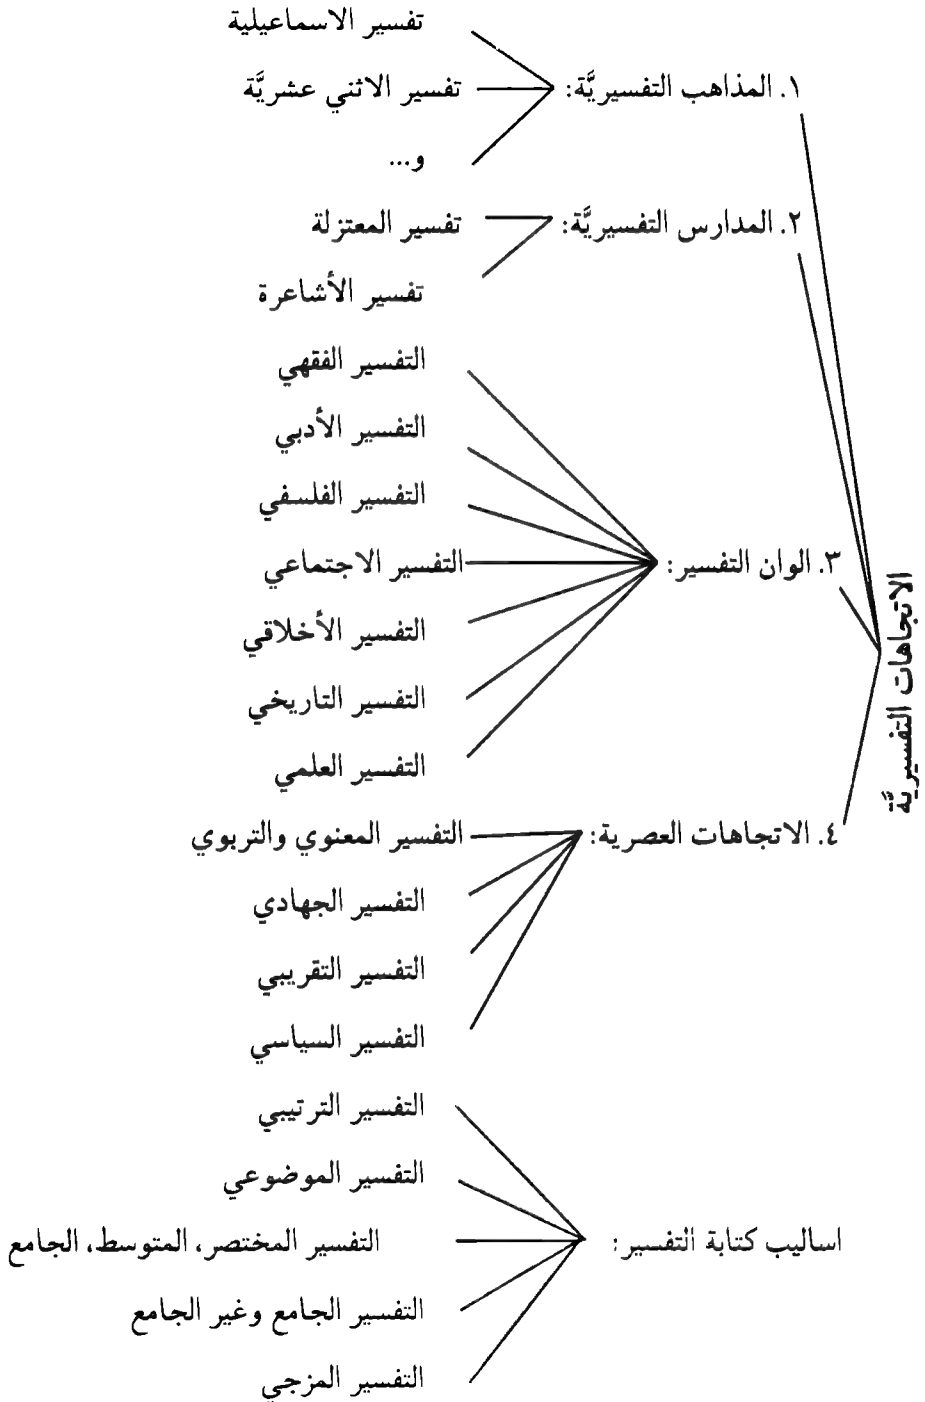 تفسير الاسماعيلية
١. المذاهب التفسيريَّة: تفسير الاثني عشريَّة
و...
٢. المدارس التفسيريَّة: تفسير المعتزلة
تفسير الأشاعرة
التفسير الفقهي
التفسير الأدبي
التفسير الفلسفي
٣. الوان التفسير: التفسير الاجتماعي
التفسير الأخلاقي
التفسير التاريخي
التفسير العلمي
الاتجاهات التفسيريَّة
٤. الاتجاهات العصرية: التفسير المعنوي والتربوي
التفسير الجهادي
التفسير التقريبي
التفسير السياسي
التفسير الترتيبي
التفسير الموضوعي
اساليب كتابة التفسير: التفسير المختصر، المتوسط، الجامع
التفسير الجامع وغير الجامع
التفسير المزجي